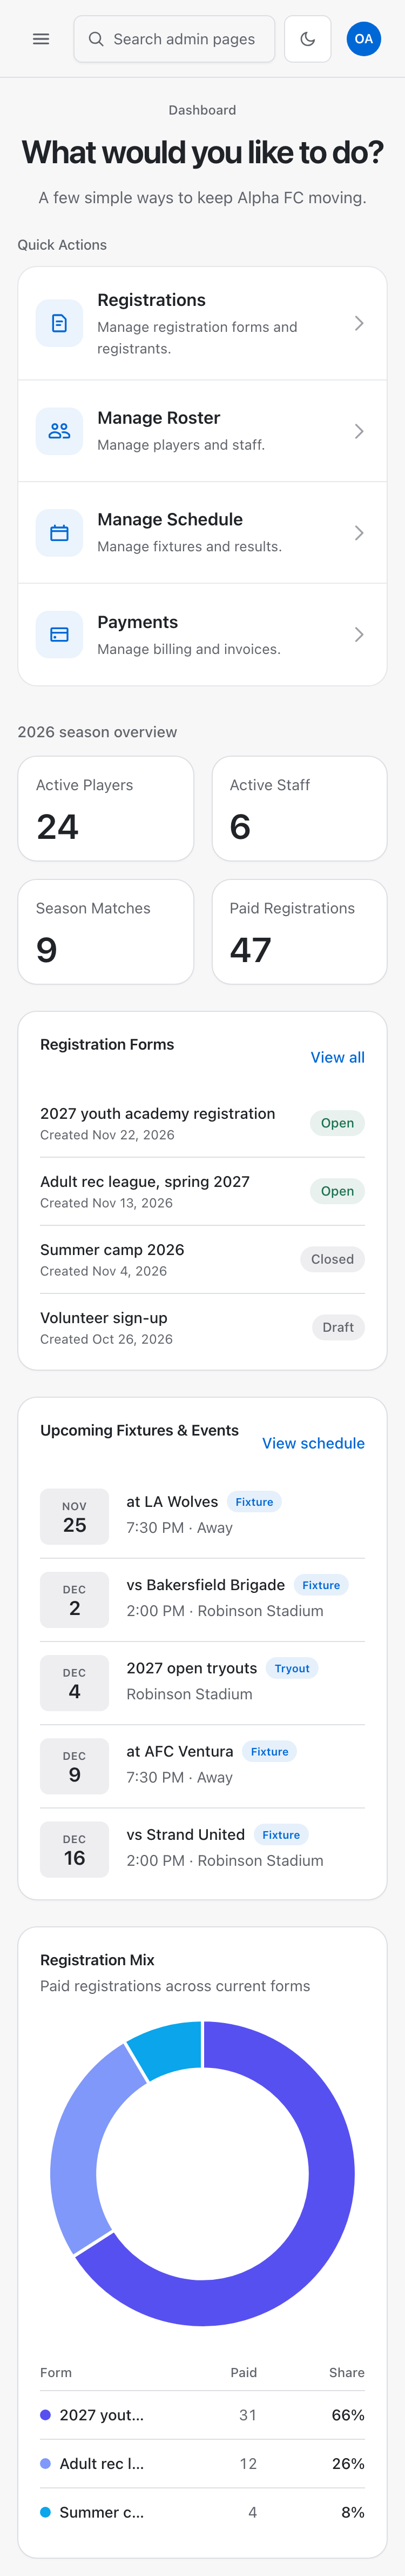 Search admin pages
OA
Dashboard
What would you like to do?
A few simple ways to keep Alpha FC moving.
Quick Actions
Registrations
Manage registration forms and
registrants.
Manage Roster
Manage players and staff.
Manage Schedule
Manage fixtures and results.
Payments
Manage billing and invoices.
2026 season overview
Active Players
24
Active Staff
6
Season Matches
9
Paid Registrations
47
Registration Forms
View all
2027 youth academy registration
Created Nov 22, 2026
Open
Adult rec league, spring 2027
Created Nov 13, 2026
Open
Summer camp 2026
Created Nov 4, 2026
Closed
Volunteer sign-up
Created Oct 26, 2026
Draft
Upcoming Fixtures & Events
View schedule
NOV
25
at LA Wolves Fixture
7:30 PM · Away
DEC
2
vs Bakersfield Brigade Fixture
2:00 PM · Robinson Stadium
DEC
4
2027 open tryouts Tryout
Robinson Stadium
DEC
9
at AFC Ventura Fixture
7:30 PM · Away
DEC
16
vs Strand United Fixture
2:00 PM · Robinson Stadium
Registration Mix
Paid registrations across current forms
Form Paid Share
2027 yout... 31 66%
Adult rec l... 12 26%
Summer c... 4 8%